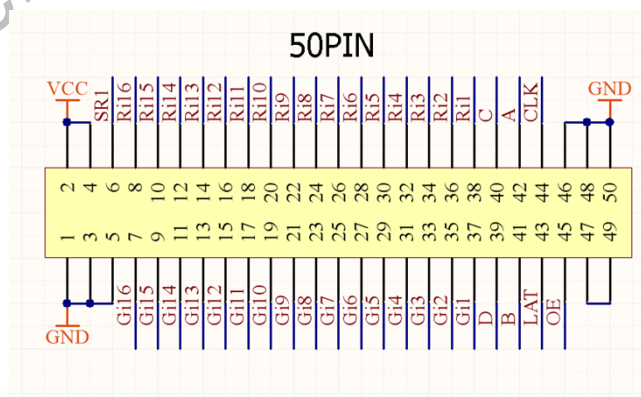 50PIN
VCC SR1 Ri16 Ri15 Ri14 Ri13 Ri12 Ri11 Ri10 Ri9 Ri8 Ri7 Ri6 Ri5 Ri4 Ri3 Ri2 Ri1 C A CLK GND
2 4 6 8 10 12 14 16 18 20 22 24 26 28 30 32 34 36 38 40 42 44 46 48 50
1 3 5 7 9 11 13 15 17 19 21 23 25 27 29 31 33 35 37 39 41 43 45 47 49
GND Gi16 Gi15 Gi14 Gi13 Gi12 Gi11 Gi10 Gi9 Gi8 Gi7 Gi6 Gi5 Gi4 Gi3 Gi2 Gi1 D B LAT OE